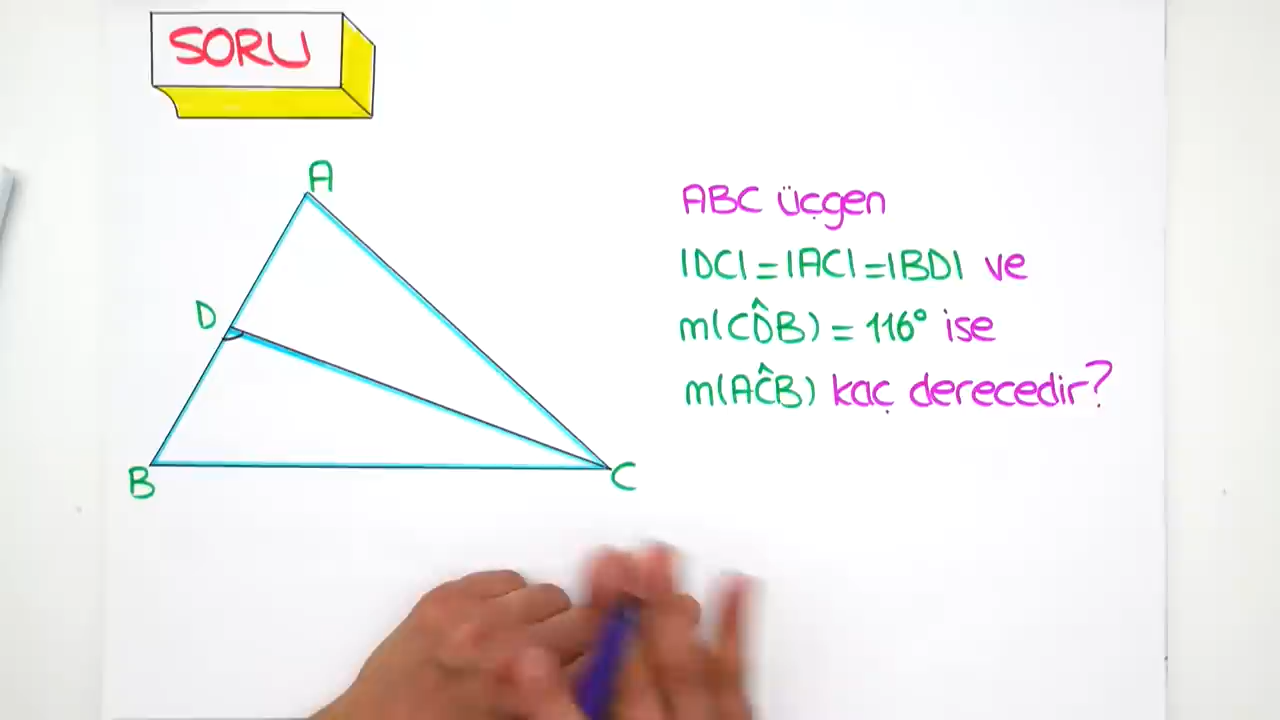 SORU
A
D
B
C
ABC üçgen
|DC| = |AC| = |BD| ve
m(CD̂B) = 116° ise
m(AĈB) kaç derecedir?